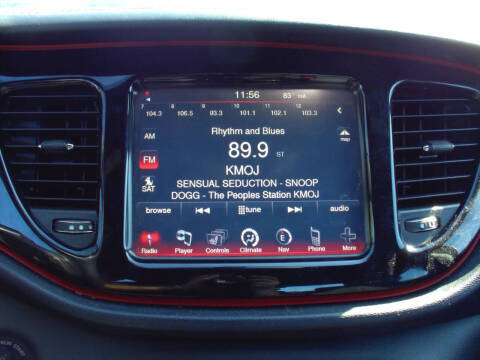 11:56 83°
7 8 9 10 11 12
104.3 106.5 93.3 101.1 102.1 103.3
AM
Rhythm and Blues
map
FM
89.9 ST
KMOJ
SAT
SENSUAL SEDUCTION - SNOOP
DOGG - The Peoples Station KMOJ
browse tune audio
Radio Player Controls Climate Nav Phone More